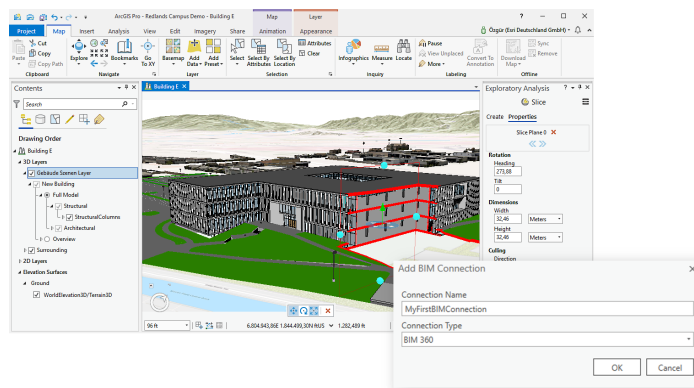 ArcGIS Pro - Redlands Campus Demo - Building E
Map Layer
Project Map Insert Analysis View Edit Imagery Share Animation Appearance
Özgür (Esri Deutschland GmbH)
Paste
Cut
Copy
Copy Path
Explore
Bookmarks
Go To XY
Basemap
Add Data
Add Preset
Select
Select By Attributes
Select By Location
Attributes
Clear
Infographics
Measure
Locate
Pause
View Unplaced
More
Convert To Annotation
Download Map
Sync
Remove
Clipboard Navigate Layer Selection Inquiry Labeling Offline
Contents
Search
Drawing Order
Building E
3D Layers
Gebäude Szenen Layer
New Building
Full Model
Structural
StructuralColumns
Architectural
Overview
Surrounding
2D Layers
Elevation Surfaces
Ground
WorldElevation3D/Terrain3D
Building E
96 ft
6.804.943,86E 1.844.499,30N ftUS
1.282,489 ft
Exploratory Analysis
Slice
Create Properties
Slice Plane 0
Rotation
Heading
273,88
Tilt
0
Dimensions
Width
32,46 Meters
Height
32,46 Meters
Culling
Direction
Add BIM Connection
Connection Name
MyFirstBIMConnection
Connection Type
BIM 360
OK Cancel